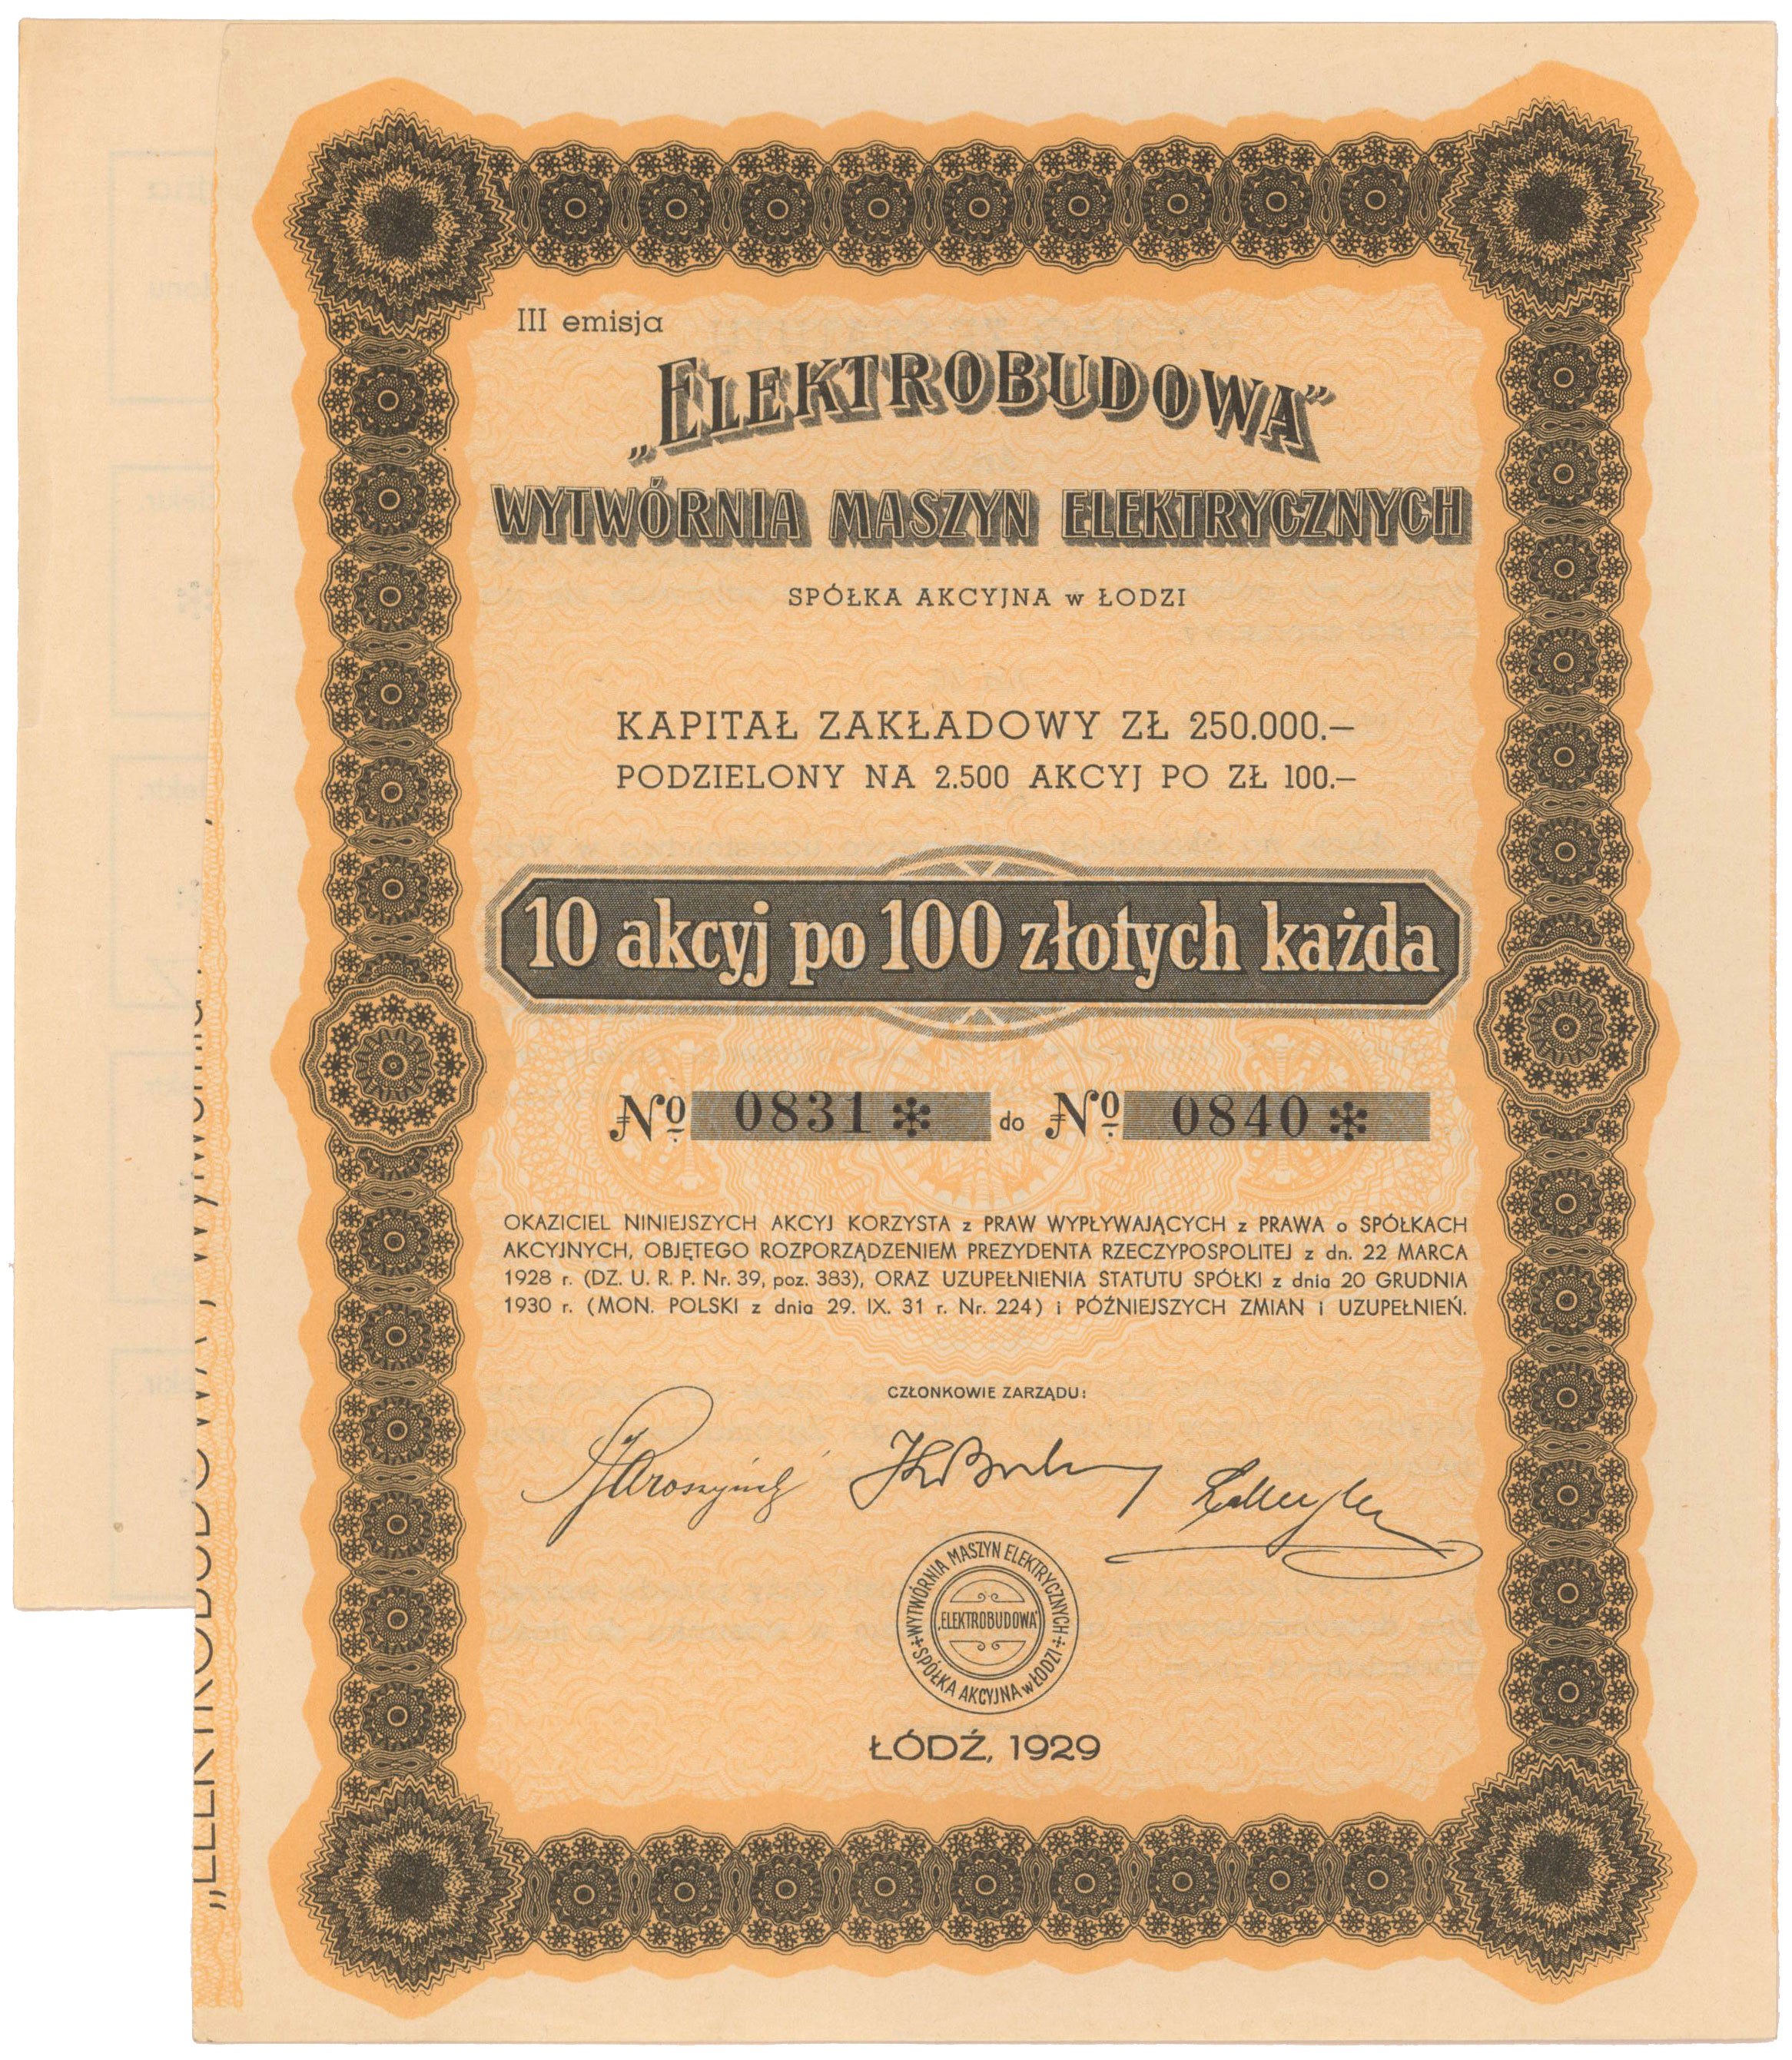 III emisja
„ELEKTROBUDOWA”
WYTWÓRNIA MASZYN ELEKTRYCZNYCH
SPÓŁKA AKCYJNA w ŁODZI
KAPITAŁ ZAKŁADOWY ZŁ 250.000.—
PODZIELONY NA 2.500 AKCYJ PO ZŁ 100.—
10 akcyj po 100 złotych każda
No 0831 * do No 0840 *
OKAZICIEL NINIEJSZYCH AKCYJ KORZYSTA z PRAW WYPŁYWAJĄCYCH z PRAWA o SPÓŁKACH
AKCYJNYCH, OBJĘTEGO ROZPORZĄDZENIEM PREZYDENTA RZECZYPOSPOLITEJ z dn. 22 MARCA
1928 r. (DZ. U. R. P. Nr. 39, poz. 383), ORAZ UZUPEŁNIENIA STATUTU SPÓŁKI z dnia 20 GRUDNIA
1930 r. (MON. POLSKI z dnia 29. IX. 31 r. Nr. 224) i PÓŹNIEJSZYCH ZMIAN i UZUPEŁNIEŃ.
CZŁONKOWIE ZARZĄDU:
WYTWÓRNIA MASZYN ELEKTRYCZNYCH
„ELEKTROBUDOWA”
SPÓŁKA AKCYJNA w ŁODZI
ŁÓDŹ, 1929